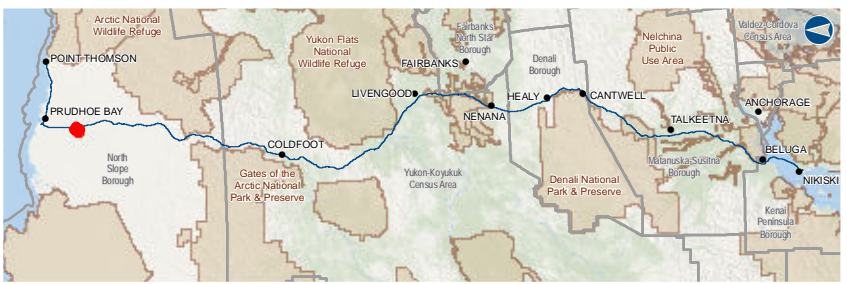 Arctic National
Wildlife Refuge
POINT THOMSON
PRUDHOE BAY
North
Slope
Borough
COLDFOOT
Gates of the
Arctic National
Park & Preserve
Yukon Flats
National
Wildlife Refuge
LIVENGOOD
Yukon-Koyukuk
Census Area
Fairbanks
North Star
Borough
FAIRBANKS
NENANA
Denali
Borough
HEALY
CANTWELL
Denali National
Park & Preserve
Nelchina
Public
Use Area
TALKEETNA
Matanuska-Susitna
Borough
Valdez-Cordova
Census Area
ANCHORAGE
BELUGA
NIKISKI
Kenai
Peninsula
Borough